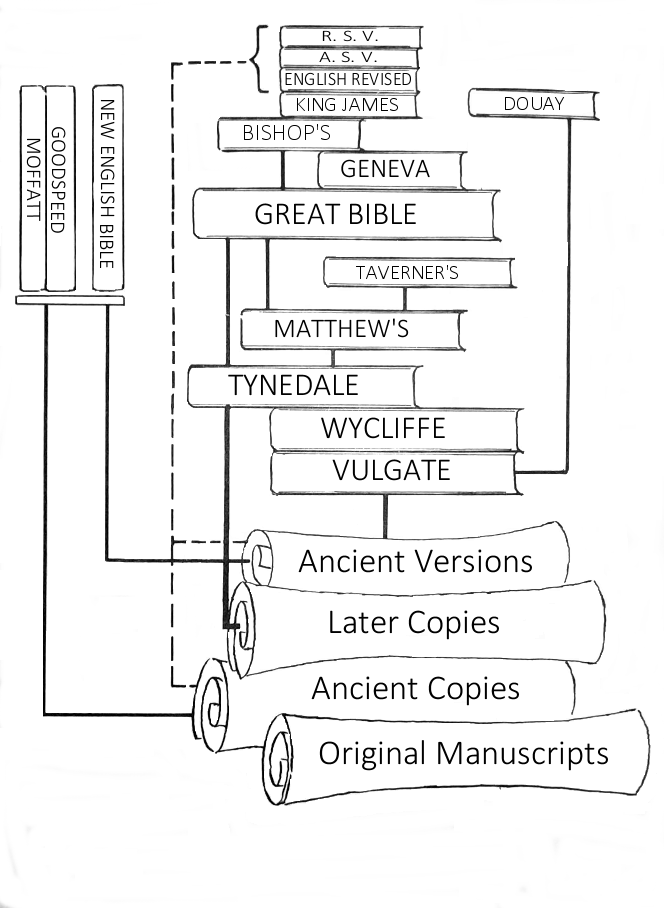 R. S. V.
A. S. V.
ENGLISH REVISED
KING JAMES
DOUAY
BISHOP'S
GENEVA
MOFFATT
GOODSPEED
NEW ENGLISH BIBLE
GREAT BIBLE
TAVERNER'S
MATTHEW'S
TYNEDALE
WYCLIFFE
VULGATE
Ancient Versions
Later Copies
Ancient Copies
Original Manuscripts